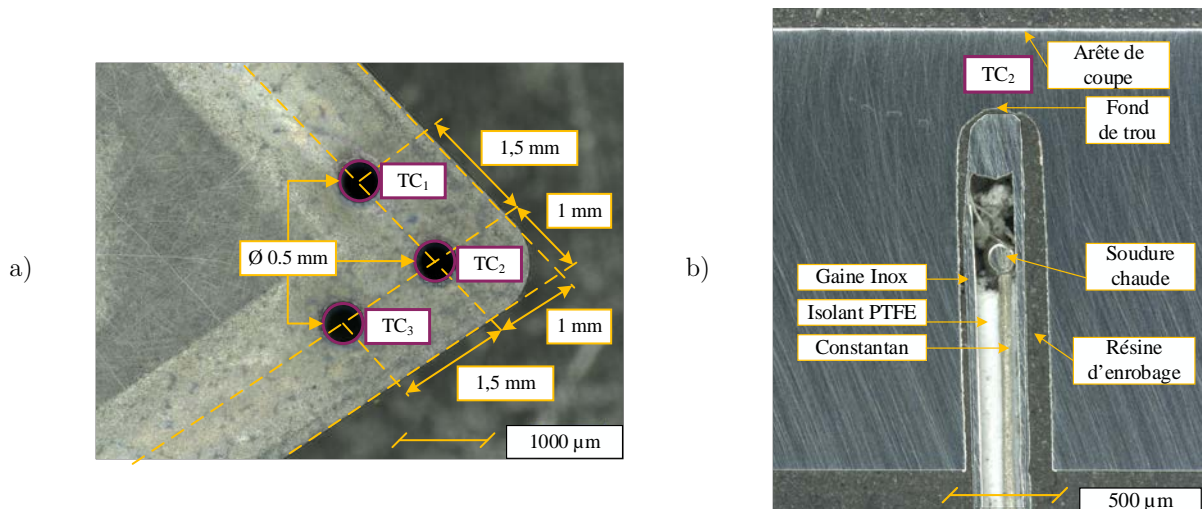 a)
1,5 mm
TC₁
1 mm
Ø 0.5 mm
TC₂
TC₃
1 mm
1,5 mm
1000 µm
b)
Arête de
coupe
TC₂
Fond
de trou
Gaine Inox
Soudure
chaude
Isolant PTFE
Constantan
Résine
d'enrobage
500 µm